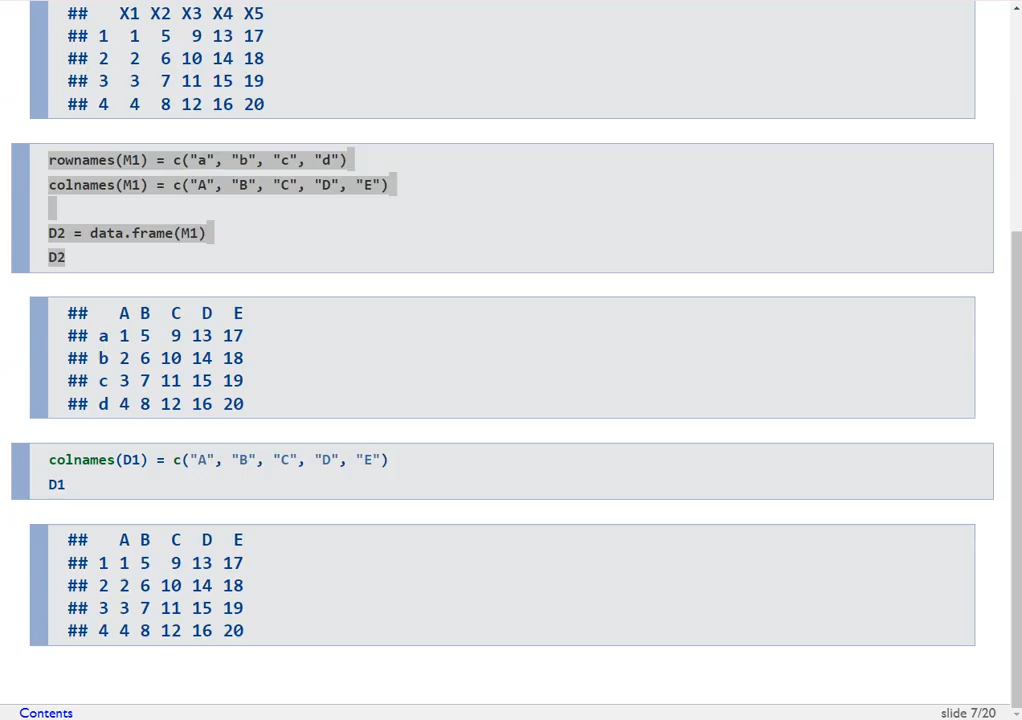 ##    X1 X2 X3 X4 X5
## 1  1  5  9 13 17
## 2  2  6 10 14 18
## 3  3  7 11 15 19
## 4  4  8 12 16 20
rownames(M1) = c("a", "b", "c", "d")
colnames(M1) = c("A", "B", "C", "D", "E")
D2 = data.frame(M1)
D2
##   A B  C  D  E
## a 1 5  9 13 17
## b 2 6 10 14 18
## c 3 7 11 15 19
## d 4 8 12 16 20
colnames(D1) = c("A", "B", "C", "D", "E")
D1
##   A B  C  D  E
## 1 1 5  9 13 17
## 2 2 6 10 14 18
## 3 3 7 11 15 19
## 4 4 8 12 16 20
Contents
slide 7/20